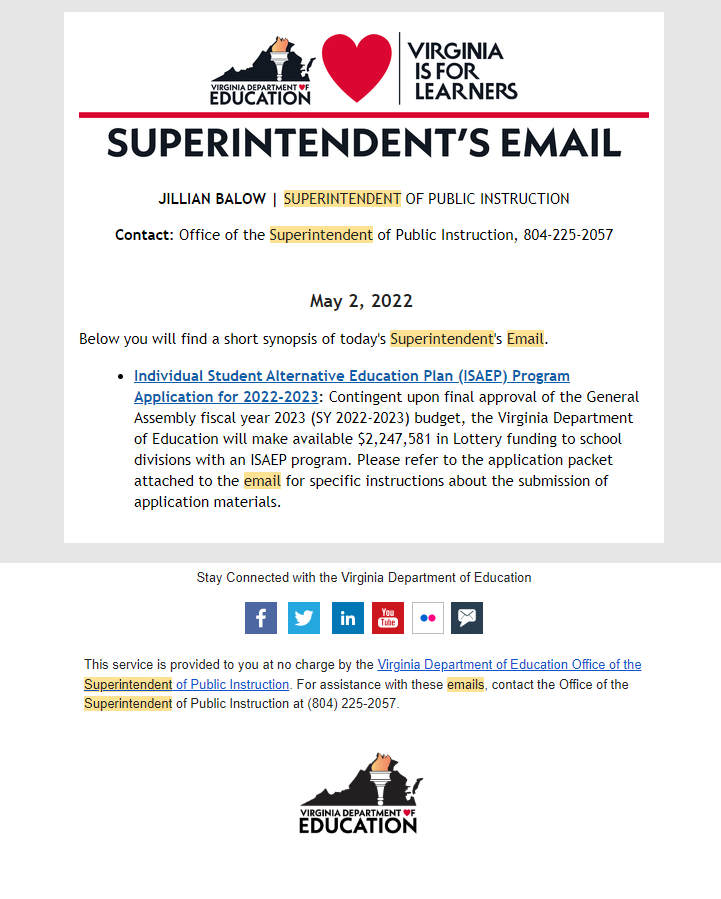 VIRGINIA DEPARTMENT OF
EDUCATION
VIRGINIA
IS FOR
LEARNERS
SUPERINTENDENT'S EMAIL
JILLIAN BALOW | SUPERINTENDENT OF PUBLIC INSTRUCTION
Contact: Office of the Superintendent of Public Instruction, 804-225-2057
May 2, 2022
Below you will find a short synopsis of today's Superintendent's Email.
• Individual Student Alternative Education Plan (ISAEP) Program
Application for 2022-2023: Contingent upon final approval of the General
Assembly fiscal year 2023 (SY 2022-2023) budget, the Virginia Department
of Education will make available $2,247,581 in Lottery funding to school
divisions with an ISAEP program. Please refer to the application packet
attached to the email for specific instructions about the submission of
application materials.
Stay Connected with the Virginia Department of Education
f
in
You
Tube
This service is provided to you at no charge by the Virginia Department of Education Office of the
Superintendent of Public Instruction. For assistance with these emails, contact the Office of the
Superintendent of Public Instruction at (804) 225-2057.
VIRGINIA DEPARTMENT OF
EDUCATION